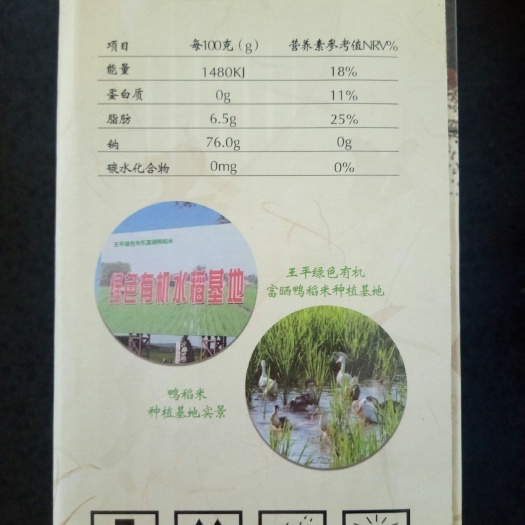 项目 每100克（g） 营养素参考值NRV%
能量 1480KJ 18%
蛋白质 0g 11%
脂肪 6.5g 25%
钠 76.0g 0g
碳水化合物 0mg 0%
绿色有机水稻基地
王平绿色有机
富晒鸭稻米种植基地
鸭稻米
种植基地实景